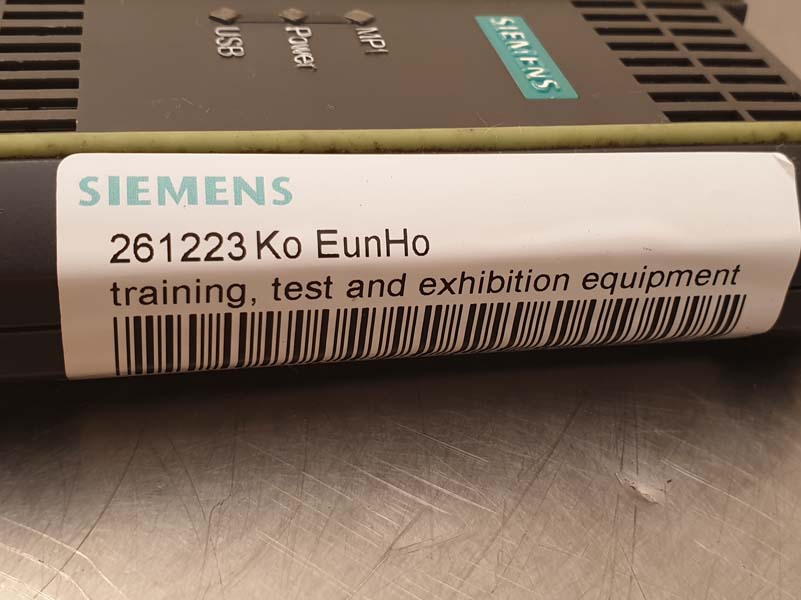 USB
Power
MPI
SIEMENS
SIEMENS
261223 Ko EunHo
training, test and exhibition equipment